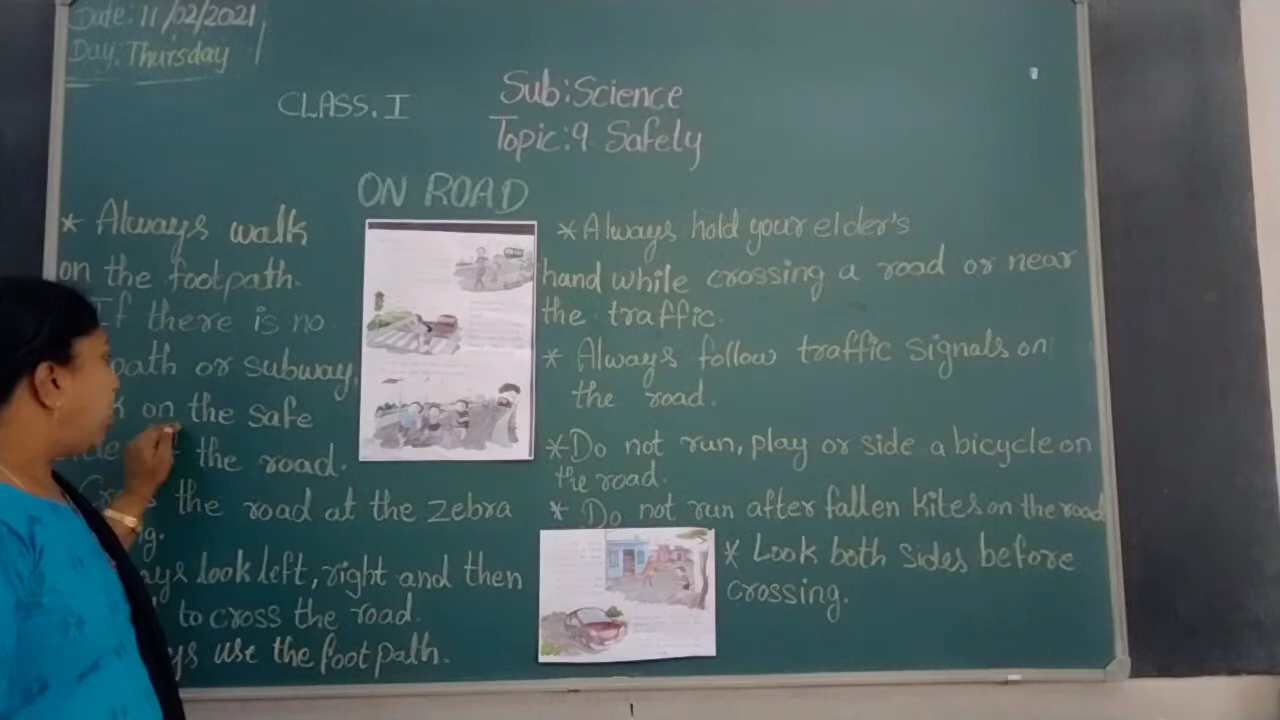 Date: 11/02/2021
Day: Thursday
CLASS. I
Sub: Science
Topic: 9 Safety
ON ROAD
* Always walk
on the footpath.
If there is no
path or subway,
on the safe
the road.
the road at the zebra
look left, right and then
to cross the road.
use the foot path.
* Always hold your elder's
hand while crossing a road or near
the traffic.
* Always follow traffic signals on
the road.
* Do not run, play or side a bicycle on
the road.
* Do not run after fallen kites on the road
* Look both sides before
crossing.